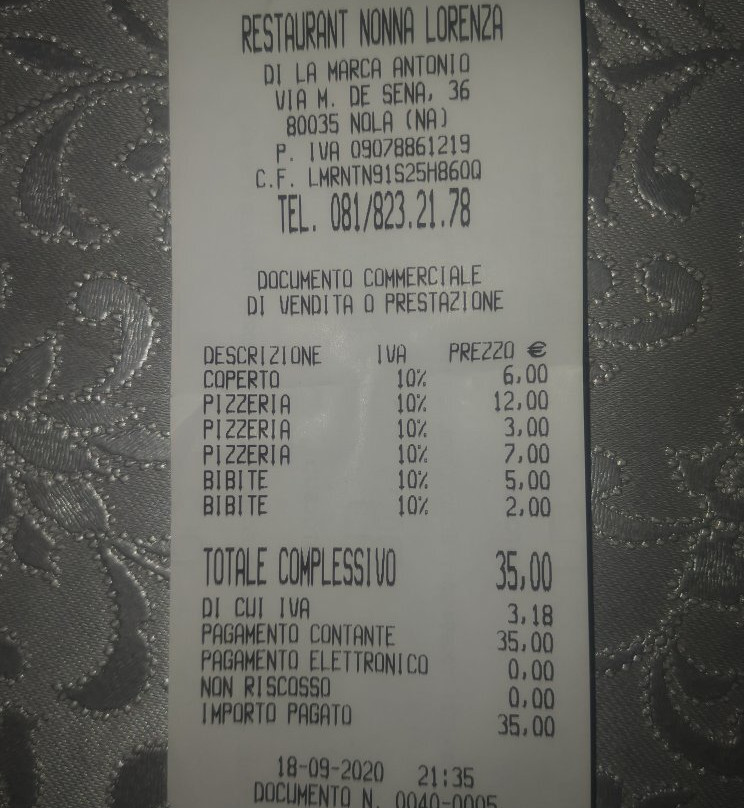 RESTAURANT NONNA LORENZA
DI LA MARCA ANTONIO
VIA M. DE SENA, 36
80035 NOLA (NA)
P. IVA 09078861219
C.F. LMRNTN91S25H860Q
TEL. 081/823.21.78
DOCUMENTO COMMERCIALE
DI VENDITA O PRESTAZIONE
DESCRIZIONE IVA PREZZO €
COPERTO 10% 6,00
PIZZERIA 10% 12,00
PIZZERIA 10% 3,00
PIZZERIA 10% 7,00
BIBITE 10% 5,00
BIBITE 10% 2,00
TOTALE COMPLESSIVO 35,00
DI CUI IVA 3,18
PAGAMENTO CONTANTE 35,00
PAGAMENTO ELETTRONICO 0,00
NON RISCOSSO 0,00
IMPORTO PAGATO 35,00
18-09-2020 21:35
DOCUMENTO N. 0040-0005